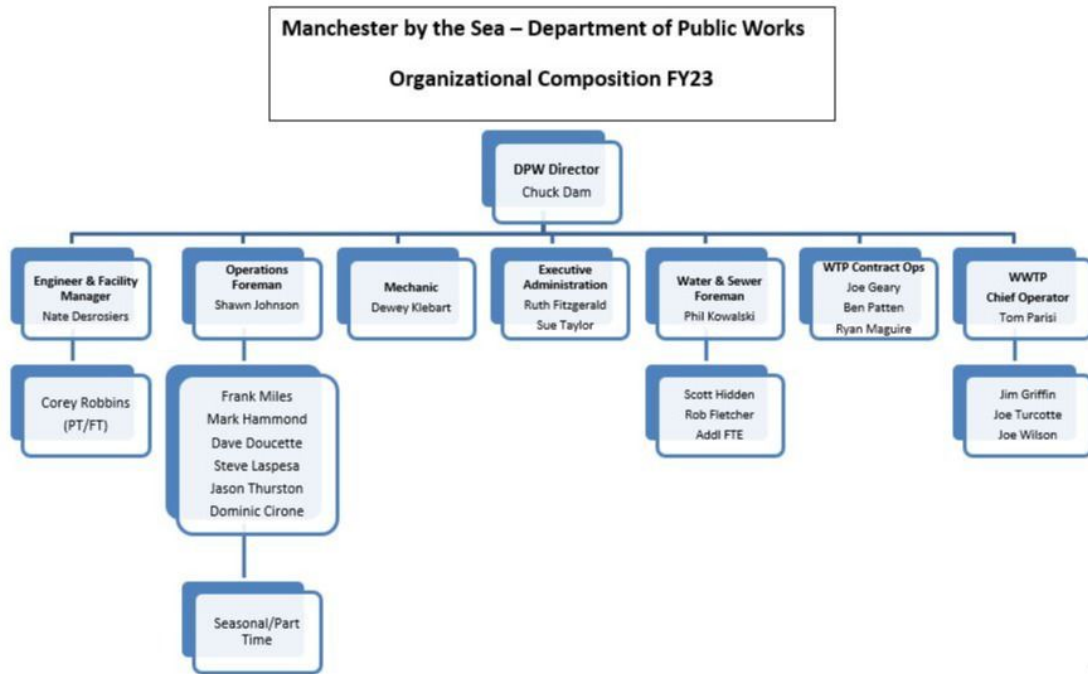 Manchester by the Sea – Department of Public Works
Organizational Composition FY23
DPW Director
Chuck Dam
Engineer & Facility
Manager
Nate Desrosiers
Operations
Foreman
Shawn Johnson
Mechanic
Dewey Klebart
Executive
Administration
Ruth Fitzgerald
Sue Taylor
Water & Sewer
Foreman
Phil Kowalski
WTP Contract Ops
Joe Geary
Ben Patten
Ryan Maguire
WWTP
Chief Operator
Tom Parisi
Corey Robbins
(PT/FT)
Frank Miles
Mark Hammond
Dave Doucette
Steve Laspesa
Jason Thurston
Dominic Cirone
Scott Hidden
Rob Fletcher
Addl FTE
Jim Griffin
Joe Turcotte
Joe Wilson
Seasonal/Part
Time